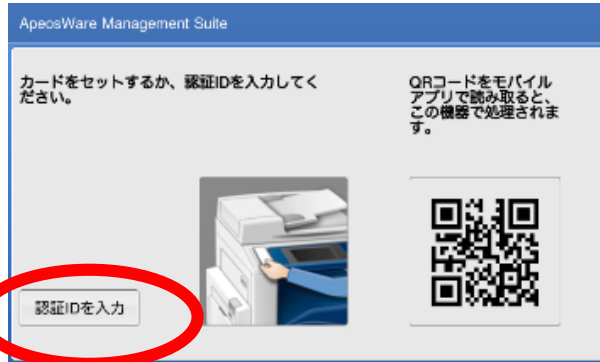 ApeosWare Management Suite
カードをセットするか、認証IDを入力してく
ださい。
QRコードをモバイル
アプリで読み取ると、
この機器で処理されま
す。
認証IDを入力